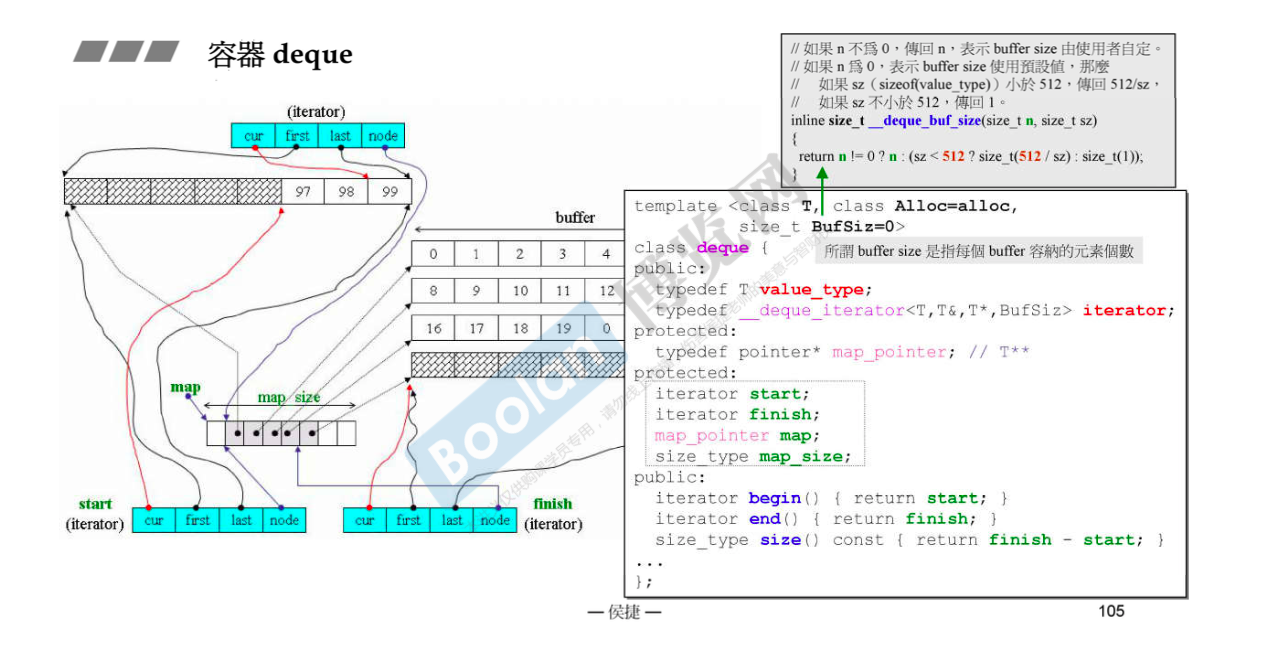 容器 deque
// 如果 n 不爲 0，傳回 n，表示 buffer size 由使用者自定。
// 如果 n 爲 0，表示 buffer size 使用預設値，那麼
// 如果 sz（sizeof(value_type)）小於 512，傳回 512/sz，
// 如果 sz 不小於 512，傳回 1。
inline size_t __deque_buf_size(size_t n, size_t sz)
{
return n != 0 ? n : (sz < 512 ? size_t(512 / sz) : size_t(1));
}
(iterator)
cur first last node
97 98 99
buffer
0 1 2 3 4
8 9 10 11 12
16 17 18 19 0
map
map_size
start
(iterator)
cur first last node
cur first last node
finish
(iterator)
template <class T, class Alloc=alloc,
size_t BufSiz=0>
class deque {
所謂 buffer size 是指每個 buffer 容納的元素個數
public:
typedef T value_type;
typedef __deque_iterator<T,T&,T*,BufSiz> iterator;
protected:
typedef pointer* map_pointer; // T**
protected:
iterator start;
iterator finish;
map_pointer map;
size_type map_size;
public:
iterator begin() { return start; }
iterator end() { return finish; }
size_type size() const { return finish - start; }
...
};
Boolan
博览网
— 侯捷 —
105